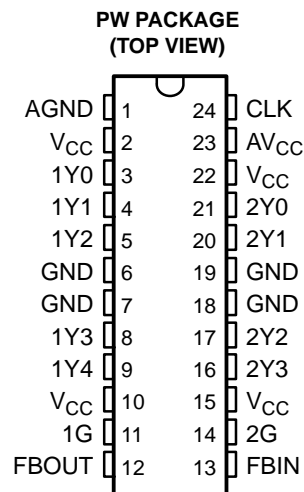 PW PACKAGE
(TOP VIEW)
AGND 1 24 CLK
VCC 2 23 AVCC
1Y0 3 22 VCC
1Y1 4 21 2Y0
1Y2 5 20 2Y1
GND 6 19 GND
GND 7 18 GND
1Y3 8 17 2Y2
1Y4 9 16 2Y3
VCC 10 15 VCC
1G 11 14 2G
FBOUT 12 13 FBIN